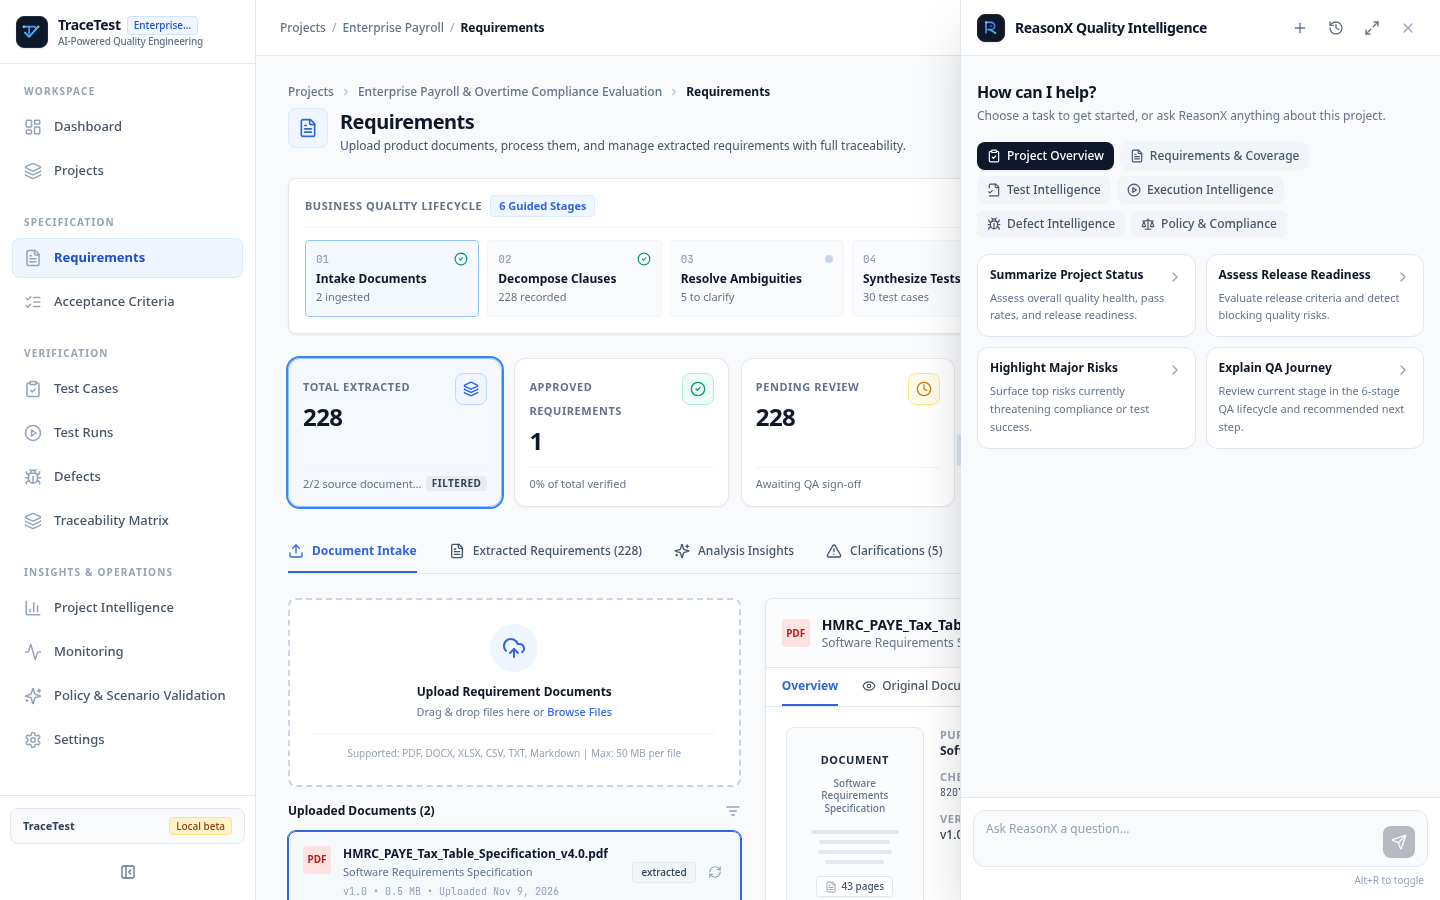 TraceTest
Enterprise...
AI-Powered Quality Engineering
WORKSPACE
Dashboard
Projects
SPECIFICATION
Requirements
Acceptance Criteria
VERIFICATION
Test Cases
Test Runs
Defects
Traceability Matrix
INSIGHTS & OPERATIONS
Project Intelligence
Monitoring
Policy & Scenario Validation
Settings
TraceTest
Local beta
Projects / Enterprise Payroll / Requirements
Projects > Enterprise Payroll & Overtime Compliance Evaluation > Requirements
Requirements
Upload product documents, process them, and manage extracted requirements with full traceability.
BUSINESS QUALITY LIFECYCLE
6 Guided Stages
01
Intake Documents
2 ingested
02
Decompose Clauses
228 recorded
03
Resolve Ambiguities
5 to clarify
04
Synthesize Tests
30 test cases
TOTAL EXTRACTED
228
2/2 source document...
FILTERED
APPROVED
REQUIREMENTS
1
0% of total verified
PENDING REVIEW
228
Awaiting QA sign-off
Document Intake
Extracted Requirements (228)
Analysis Insights
Clarifications (5)
Upload Requirement Documents
Drag & drop files here or Browse Files
Supported: PDF, DOCX, XLSX, CSV, TXT, Markdown | Max: 50 MB per file
Uploaded Documents (2)
PDF
HMRC_PAYE_Tax_Table_Specification_v4.0.pdf
Software Requirements Specification
v1.0 • 0.5 MB • Uploaded Nov 9, 2026
extracted
PDF
HMRC_PAYE_Tax_Tab
Software Requirements S
Overview
Original Docu
DOCUMENT
Software
Requirements
Specification
43 pages
PUR
Soft
CHE
820
VER
v1.0
ReasonX Quality Intelligence
How can I help?
Choose a task to get started, or ask ReasonX anything about this project.
Project Overview
Requirements & Coverage
Test Intelligence
Execution Intelligence
Defect Intelligence
Policy & Compliance
Summarize Project Status
Assess overall quality health, pass
rates, and release readiness.
Assess Release Readiness
Evaluate release criteria and detect
blocking quality risks.
Highlight Major Risks
Surface top risks currently
threatening compliance or test
success.
Explain QA Journey
Review current stage in the 6-stage
QA lifecycle and recommended next
step.
Ask ReasonX a question...
Alt+R to toggle